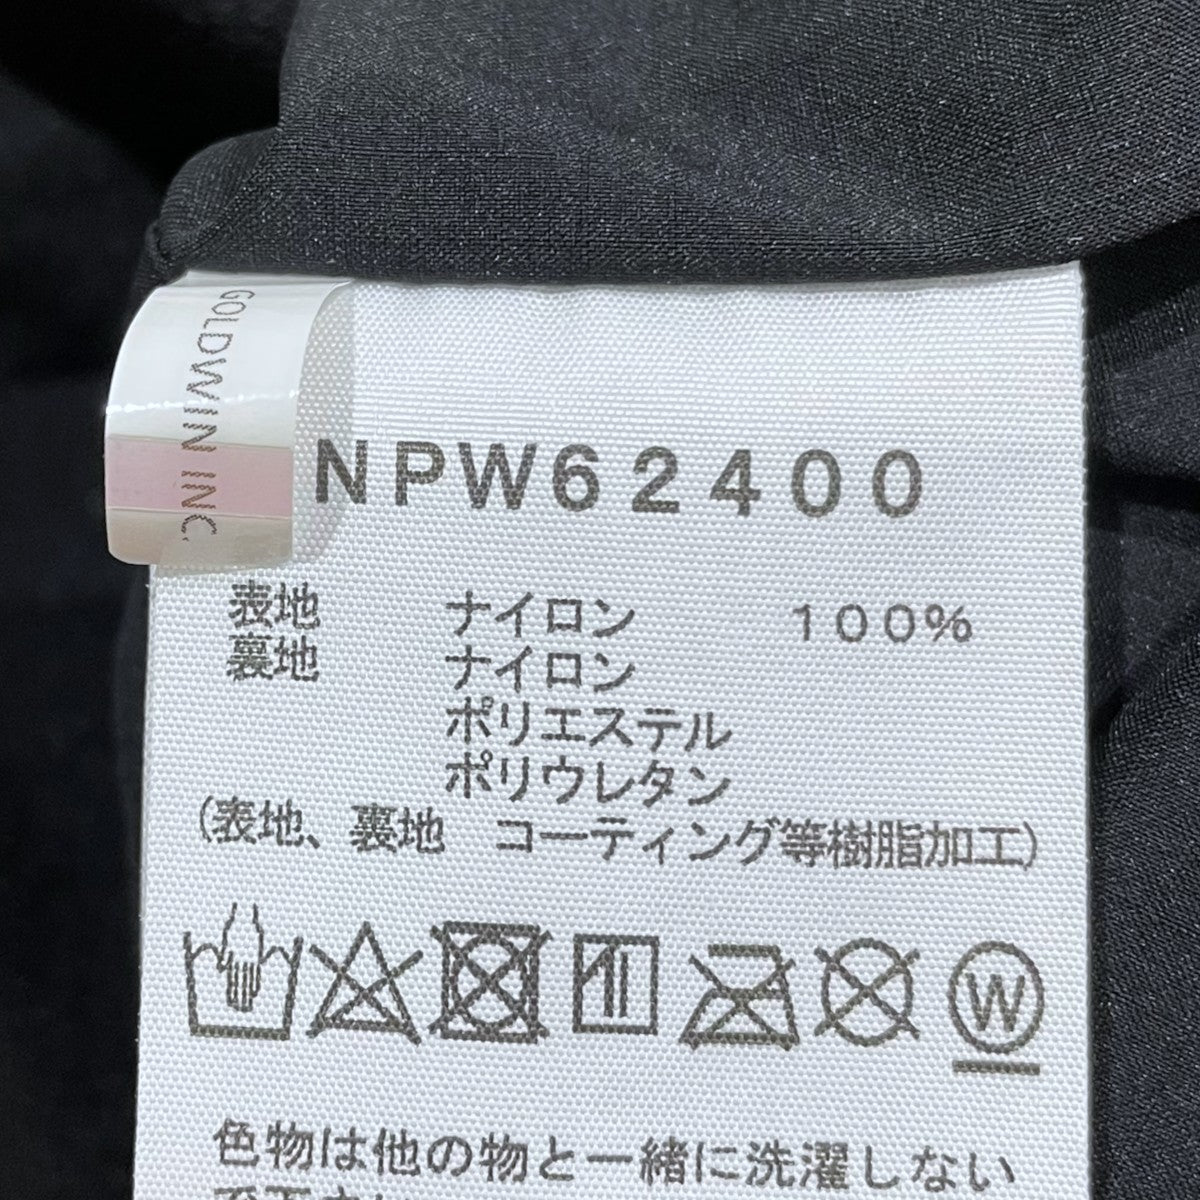 GOLDWIN INC.
NPW62400
表地 ナイロン 100%
裏地 ナイロン
ポリエステル
ポリウレタン
(表地、裏地 コーティング等樹脂加工)
W
色物は他の物と一緒に洗濯しない